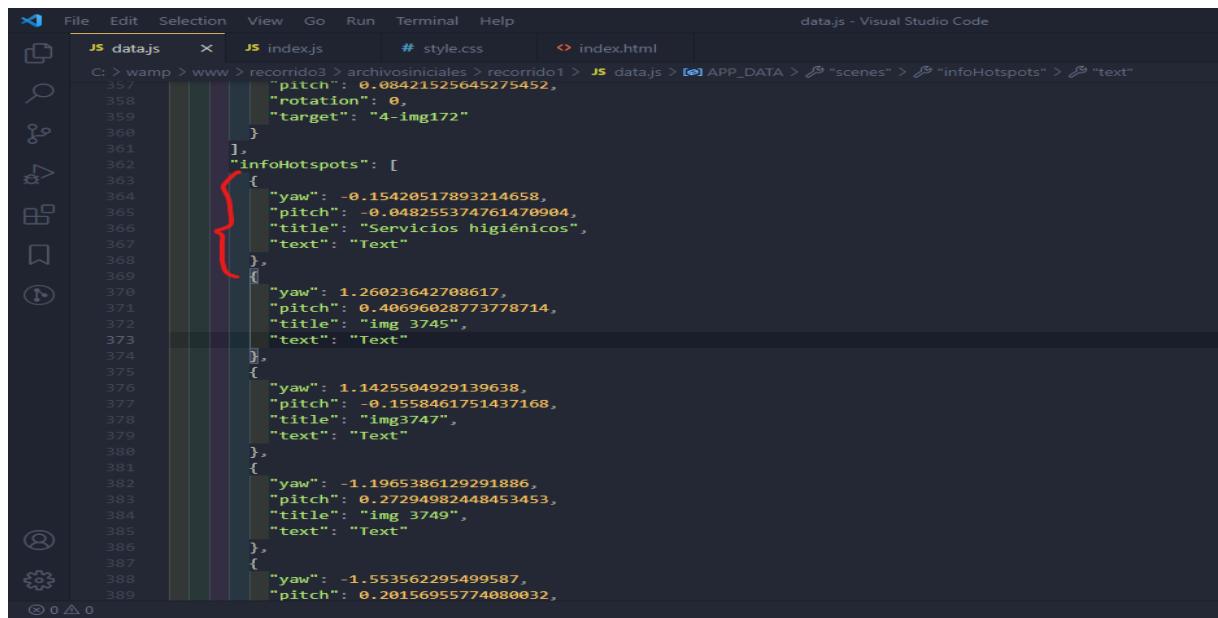 File Edit Selection View Go Run Terminal Help data.js - Visual Studio Code
JS data.js × JS index.js # style.css <> index.html
C: > wamp > www > recorrido3 > archivosiniciales > recorrido1 > JS data.js > APP_DATA > "scenes" > "infoHotspots" > "text"
357 "pitch": 0.08421525645275452,
358 "rotation": 0,
359 "target": "4-img172"
360 }
361 ],
362 "infoHotspots": [
363 {
364 "yaw": -0.15420517893214658,
365 "pitch": -0.048255374761470904,
366 "title": "Servicios higiénicos",
367 "text": "Text"
368 },
369 {
370 "yaw": 1.26023642708617,
371 "pitch": 0.40696028773778714,
372 "title": "img 3745",
373 "text": "Text"
374 },
375 {
376 "yaw": 1.1425504929139638,
377 "pitch": -0.1558461751437168,
378 "title": "img3747",
379 "text": "Text"
380 },
381 {
382 "yaw": -1.1965386129291886,
383 "pitch": 0.27294982448453453,
384 "title": "img 3749",
385 "text": "Text"
386 },
387 {
388 "yaw": -1.553562295499587,
389 "pitch": 0.20156955774080032,
0 0